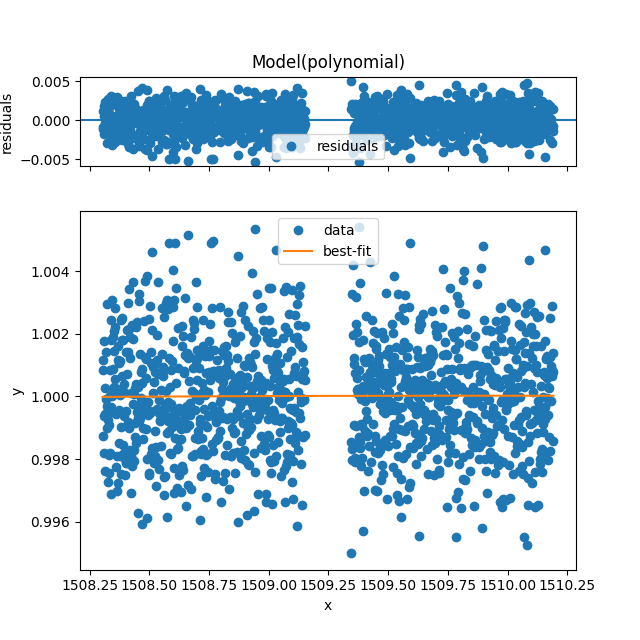 Model(polynomial)
0.005
0.000
−0.005
residuals
residuals
data
best-fit
1.004
1.002
1.000
0.998
0.996
y
1508.25 1508.50 1508.75 1509.00 1509.25 1509.50 1509.75 1510.00 1510.25
x